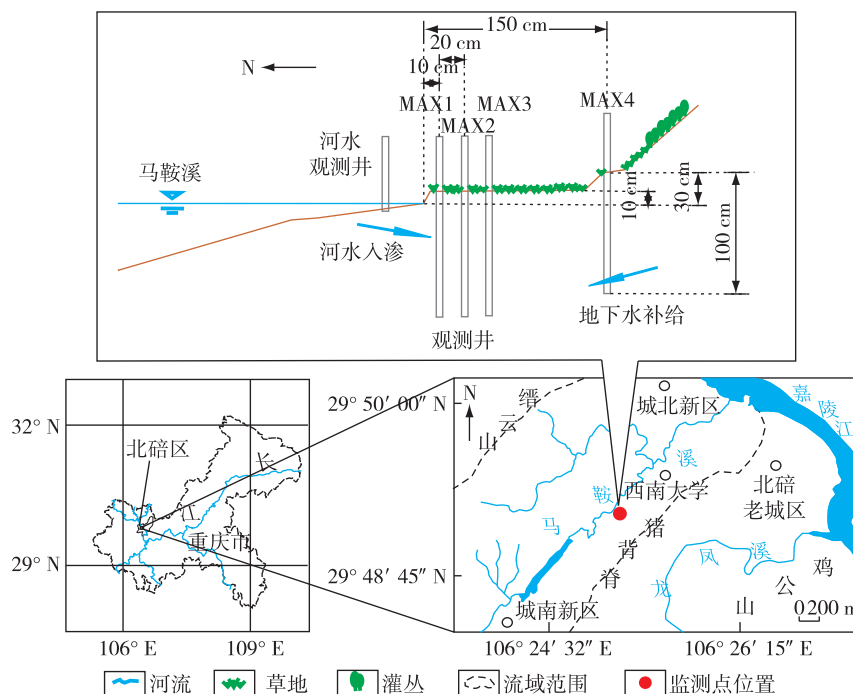 150 cm
20 cm
N
10 cm
MAX1
MAX3
MAX4
MAX2
河水
观测井
马鞍溪
10 cm
30 cm
100 cm
河水入渗
地下水补给
观测井
32° N
29° N
北碚区
长
江
重庆市
106° E
109° E
29° 50′ 00″ N
29° 48′ 45″ N
N
缙
云
山
城北新区
嘉
陵
江
溪
鞍
马
西南大学
北碚
老城区
猪
背
脊
龙
凤
溪
鸡
公
山
城南新区
0 200 m
106° 24′ 32″ E
106° 26′ 15″ E
河流
草地
灌丛
流域范围
监测点位置